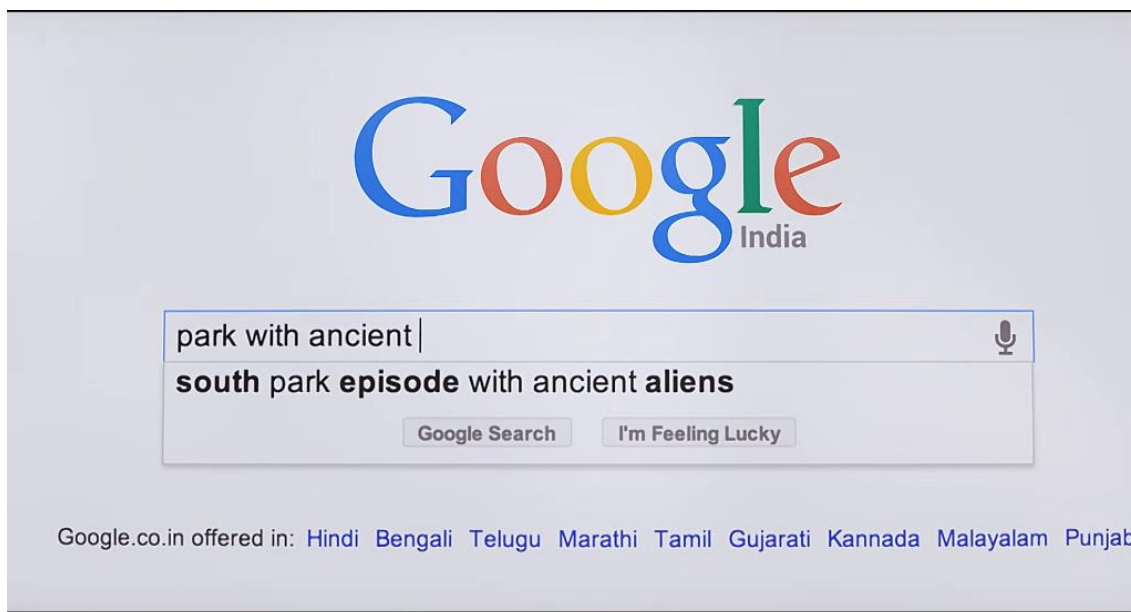 Google
India
park with ancient
south park episode with ancient aliens
Google Search I'm Feeling Lucky
Google.co.in offered in: Hindi Bengali Telugu Marathi Tamil Gujarati Kannada Malayalam Punjab